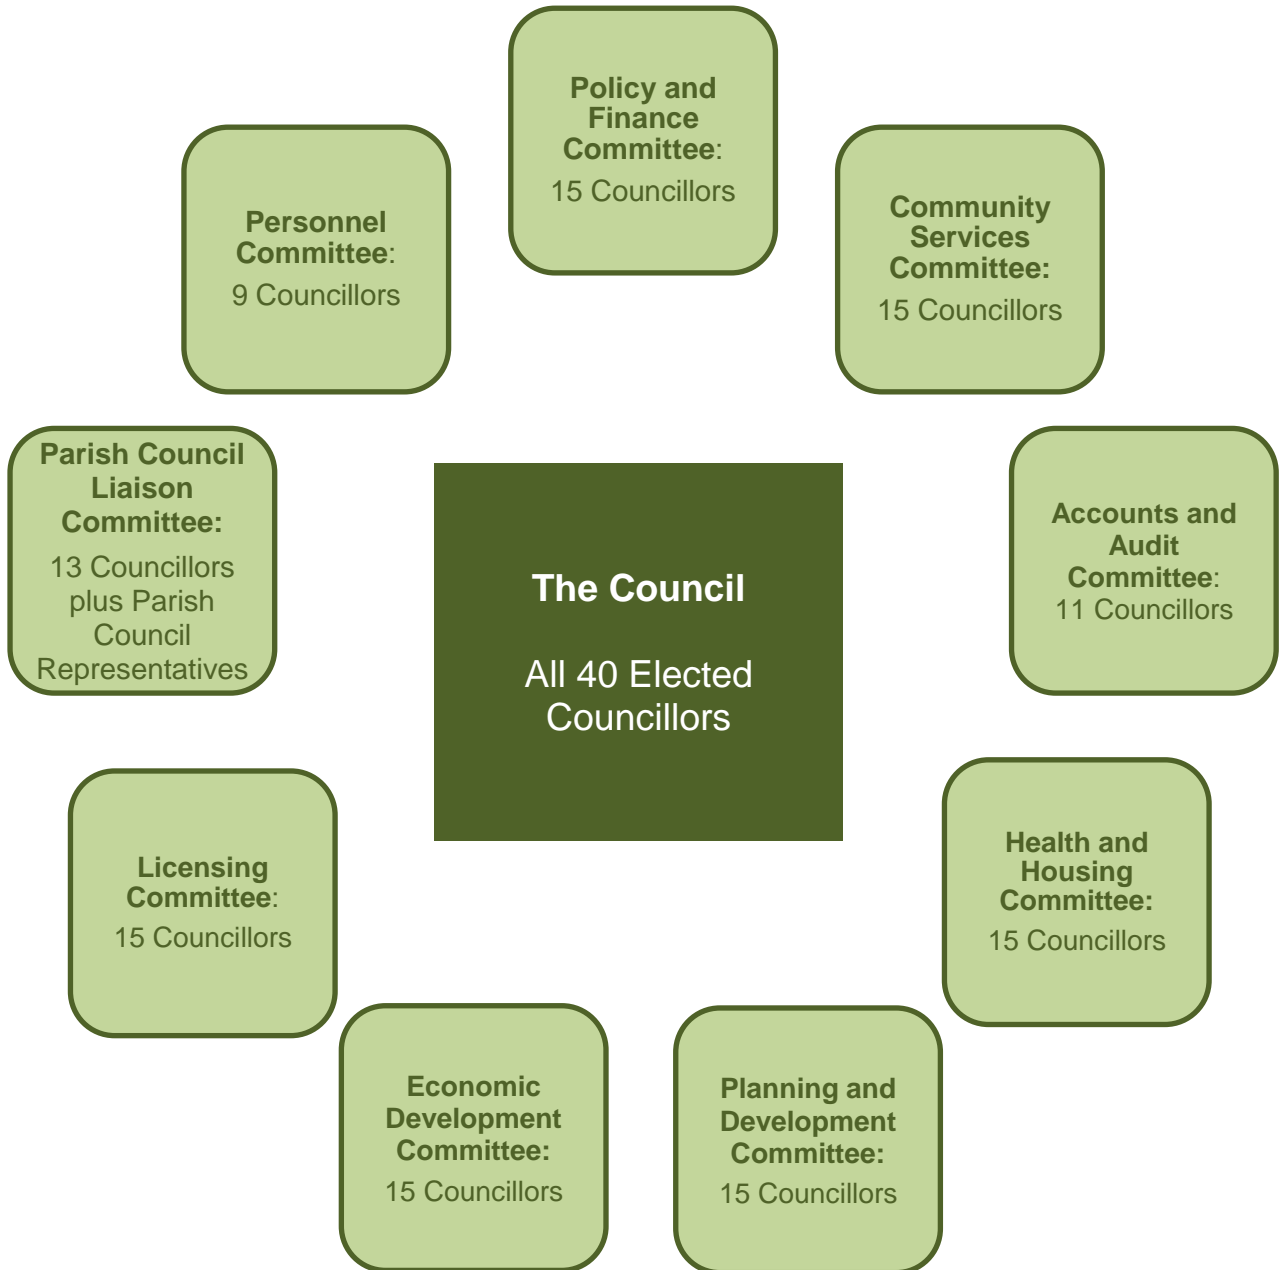 Policy and
Finance
Committee:
15 Councillors
Community
Services
Committee:
15 Councillors
Accounts and
Audit
Committee:
11 Councillors
Health and
Housing
Committee:
15 Councillors
Planning and
Development
Committee:
15 Councillors
Economic
Development
Committee:
15 Councillors
Licensing
Committee:
15 Councillors
Parish Council
Liaison
Committee:
13 Councillors
plus Parish
Council
Representatives
Personnel
Committee:
9 Councillors
The Council
All 40 Elected
Councillors